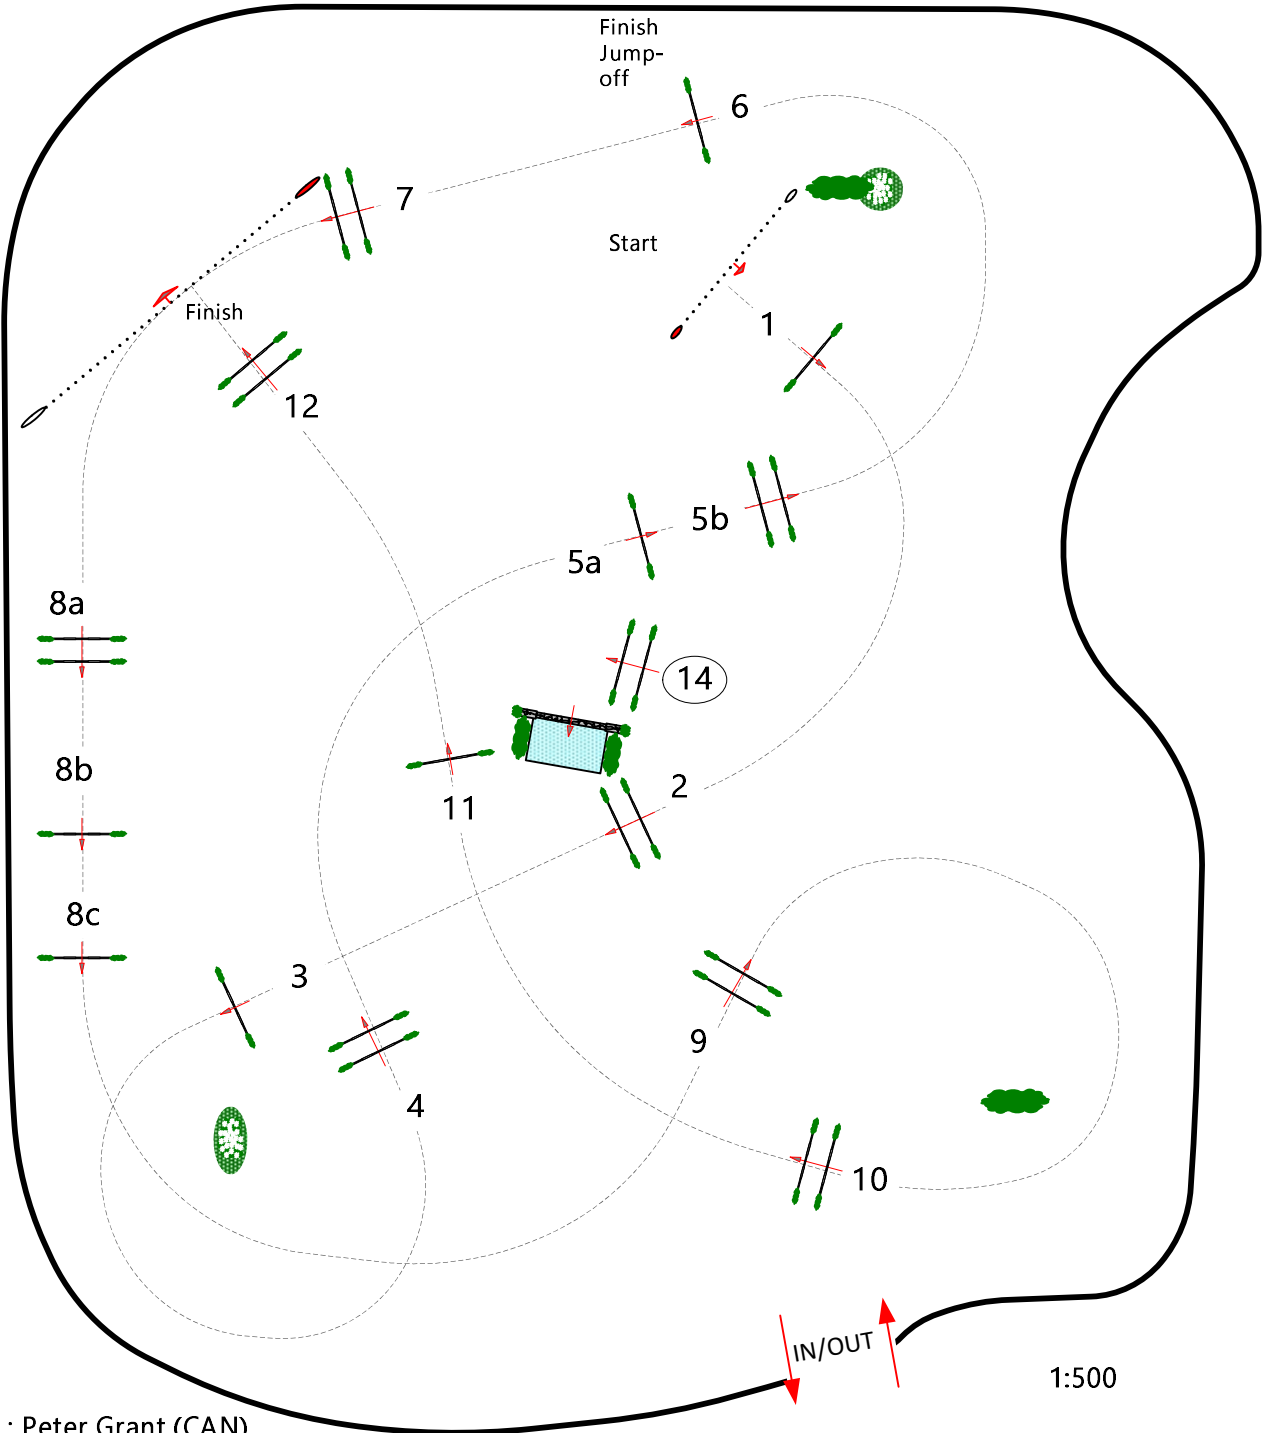 Finish
Jump-
off
6
7
Start
Finish
1
12
5b
5a
8a
14
8b
2
11
8c
3
9
4
10
IN/OUT
1:500
: Peter Grant (CAN)